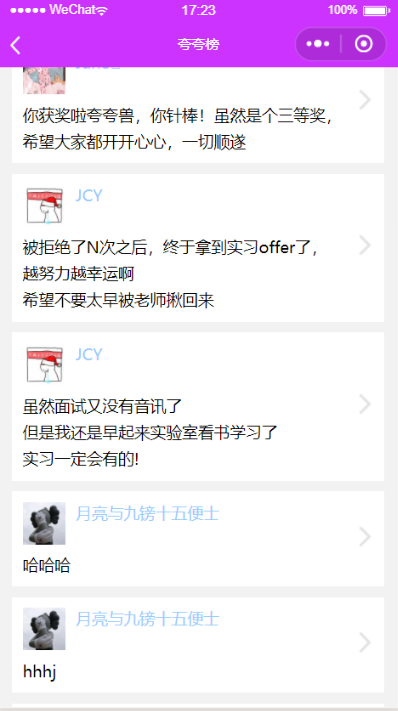 WeChat
17:23
100%
夸夸榜
你获奖啦夸夸兽，你针棒！虽然是个三等奖，
希望大家都开开心心，一切顺遂
JCY
被拒绝了N次之后，终于拿到实习offer了，
越努力越幸运啊
希望不要太早被老师揪回来
JCY
虽然面试又没有音讯了
但是我还是早起来实验室看书学习了
实习一定会有的!
月亮与九镑十五便士
哈哈哈
月亮与九镑十五便士
hhhj